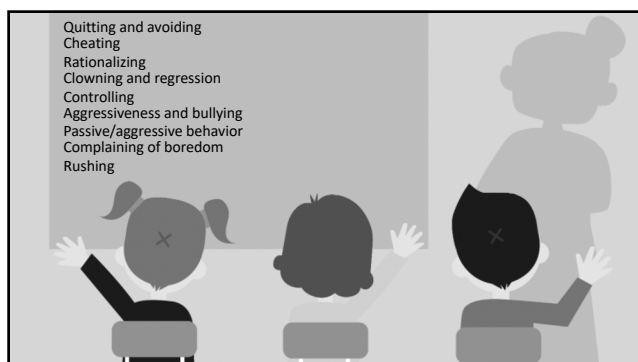 Quitting and avoiding
Cheating
Rationalizing
Clowning and regression
Controlling
Aggressiveness and bullying
Passive/aggressive behavior
Complaining of boredom
Rushing